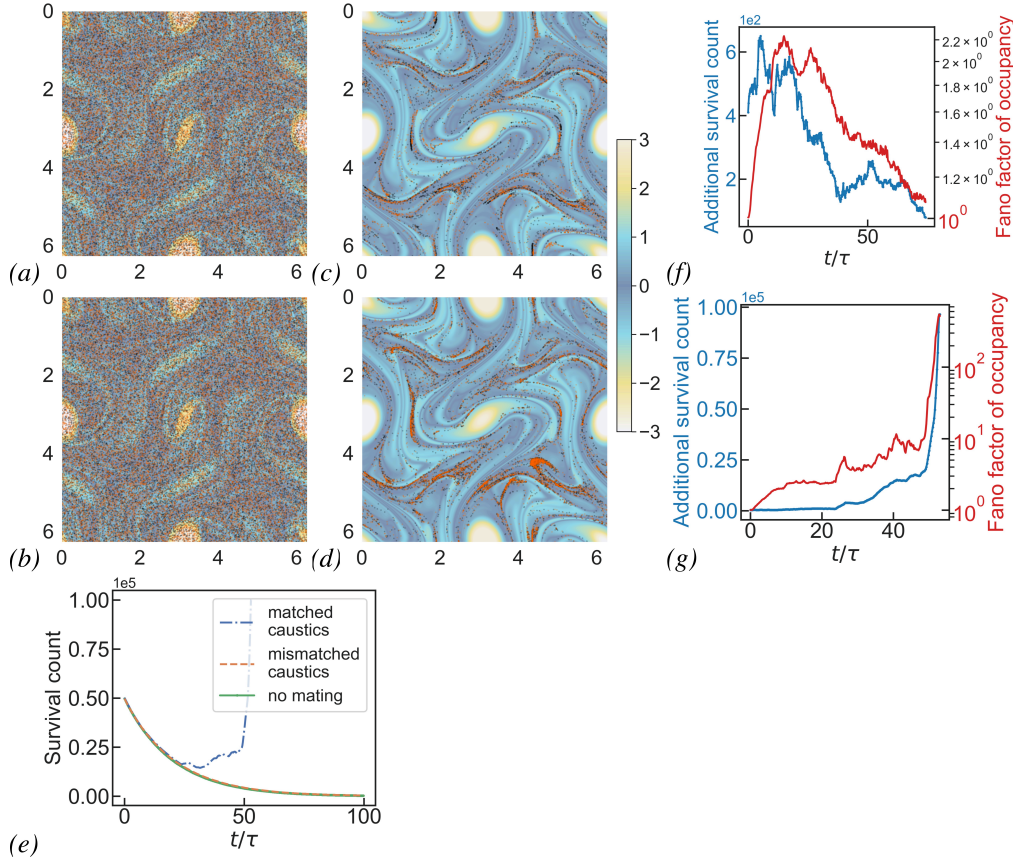 0
2
4
6
(a)
0 2 4 6
0
2
4
6
(c)
0 2 4 6
3
2
1
0
−1
−2
−3
1e2
6
4
2
Additional survival count
2.2 × 10⁰
2 × 10⁰
1.8 × 10⁰
1.6 × 10⁰
1.4 × 10⁰
1.2 × 10⁰
10⁰
Fano factor of occupancy
0 50
t/τ
(f)
0
2
4
6
(b)
0 2 4 6
0
2
4
6
(d)
0 2 4 6
1e5
1.00
0.75
0.50
0.25
0.00
Additional survival count
10²
10¹
10⁰
Fano factor of occupancy
0 20 40
t/τ
(g)
1e5
1.00
0.75
0.50
0.25
0.00
Survival count
matched
caustics
mismatched
caustics
no mating
0 50 100
t/τ
(e)